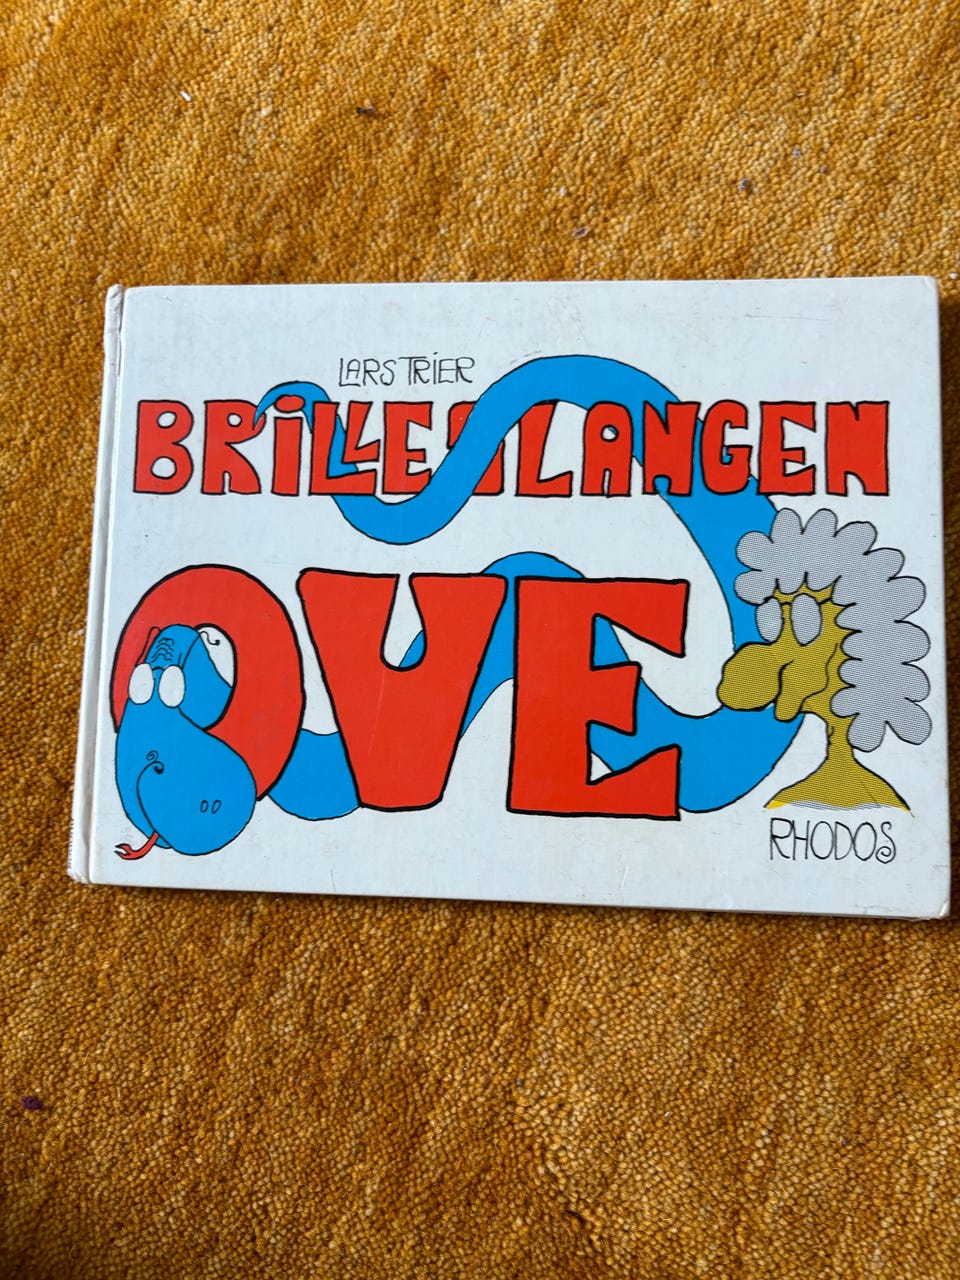 LARS TRIER
BRILLESLANGEN
OVE
RHODOS